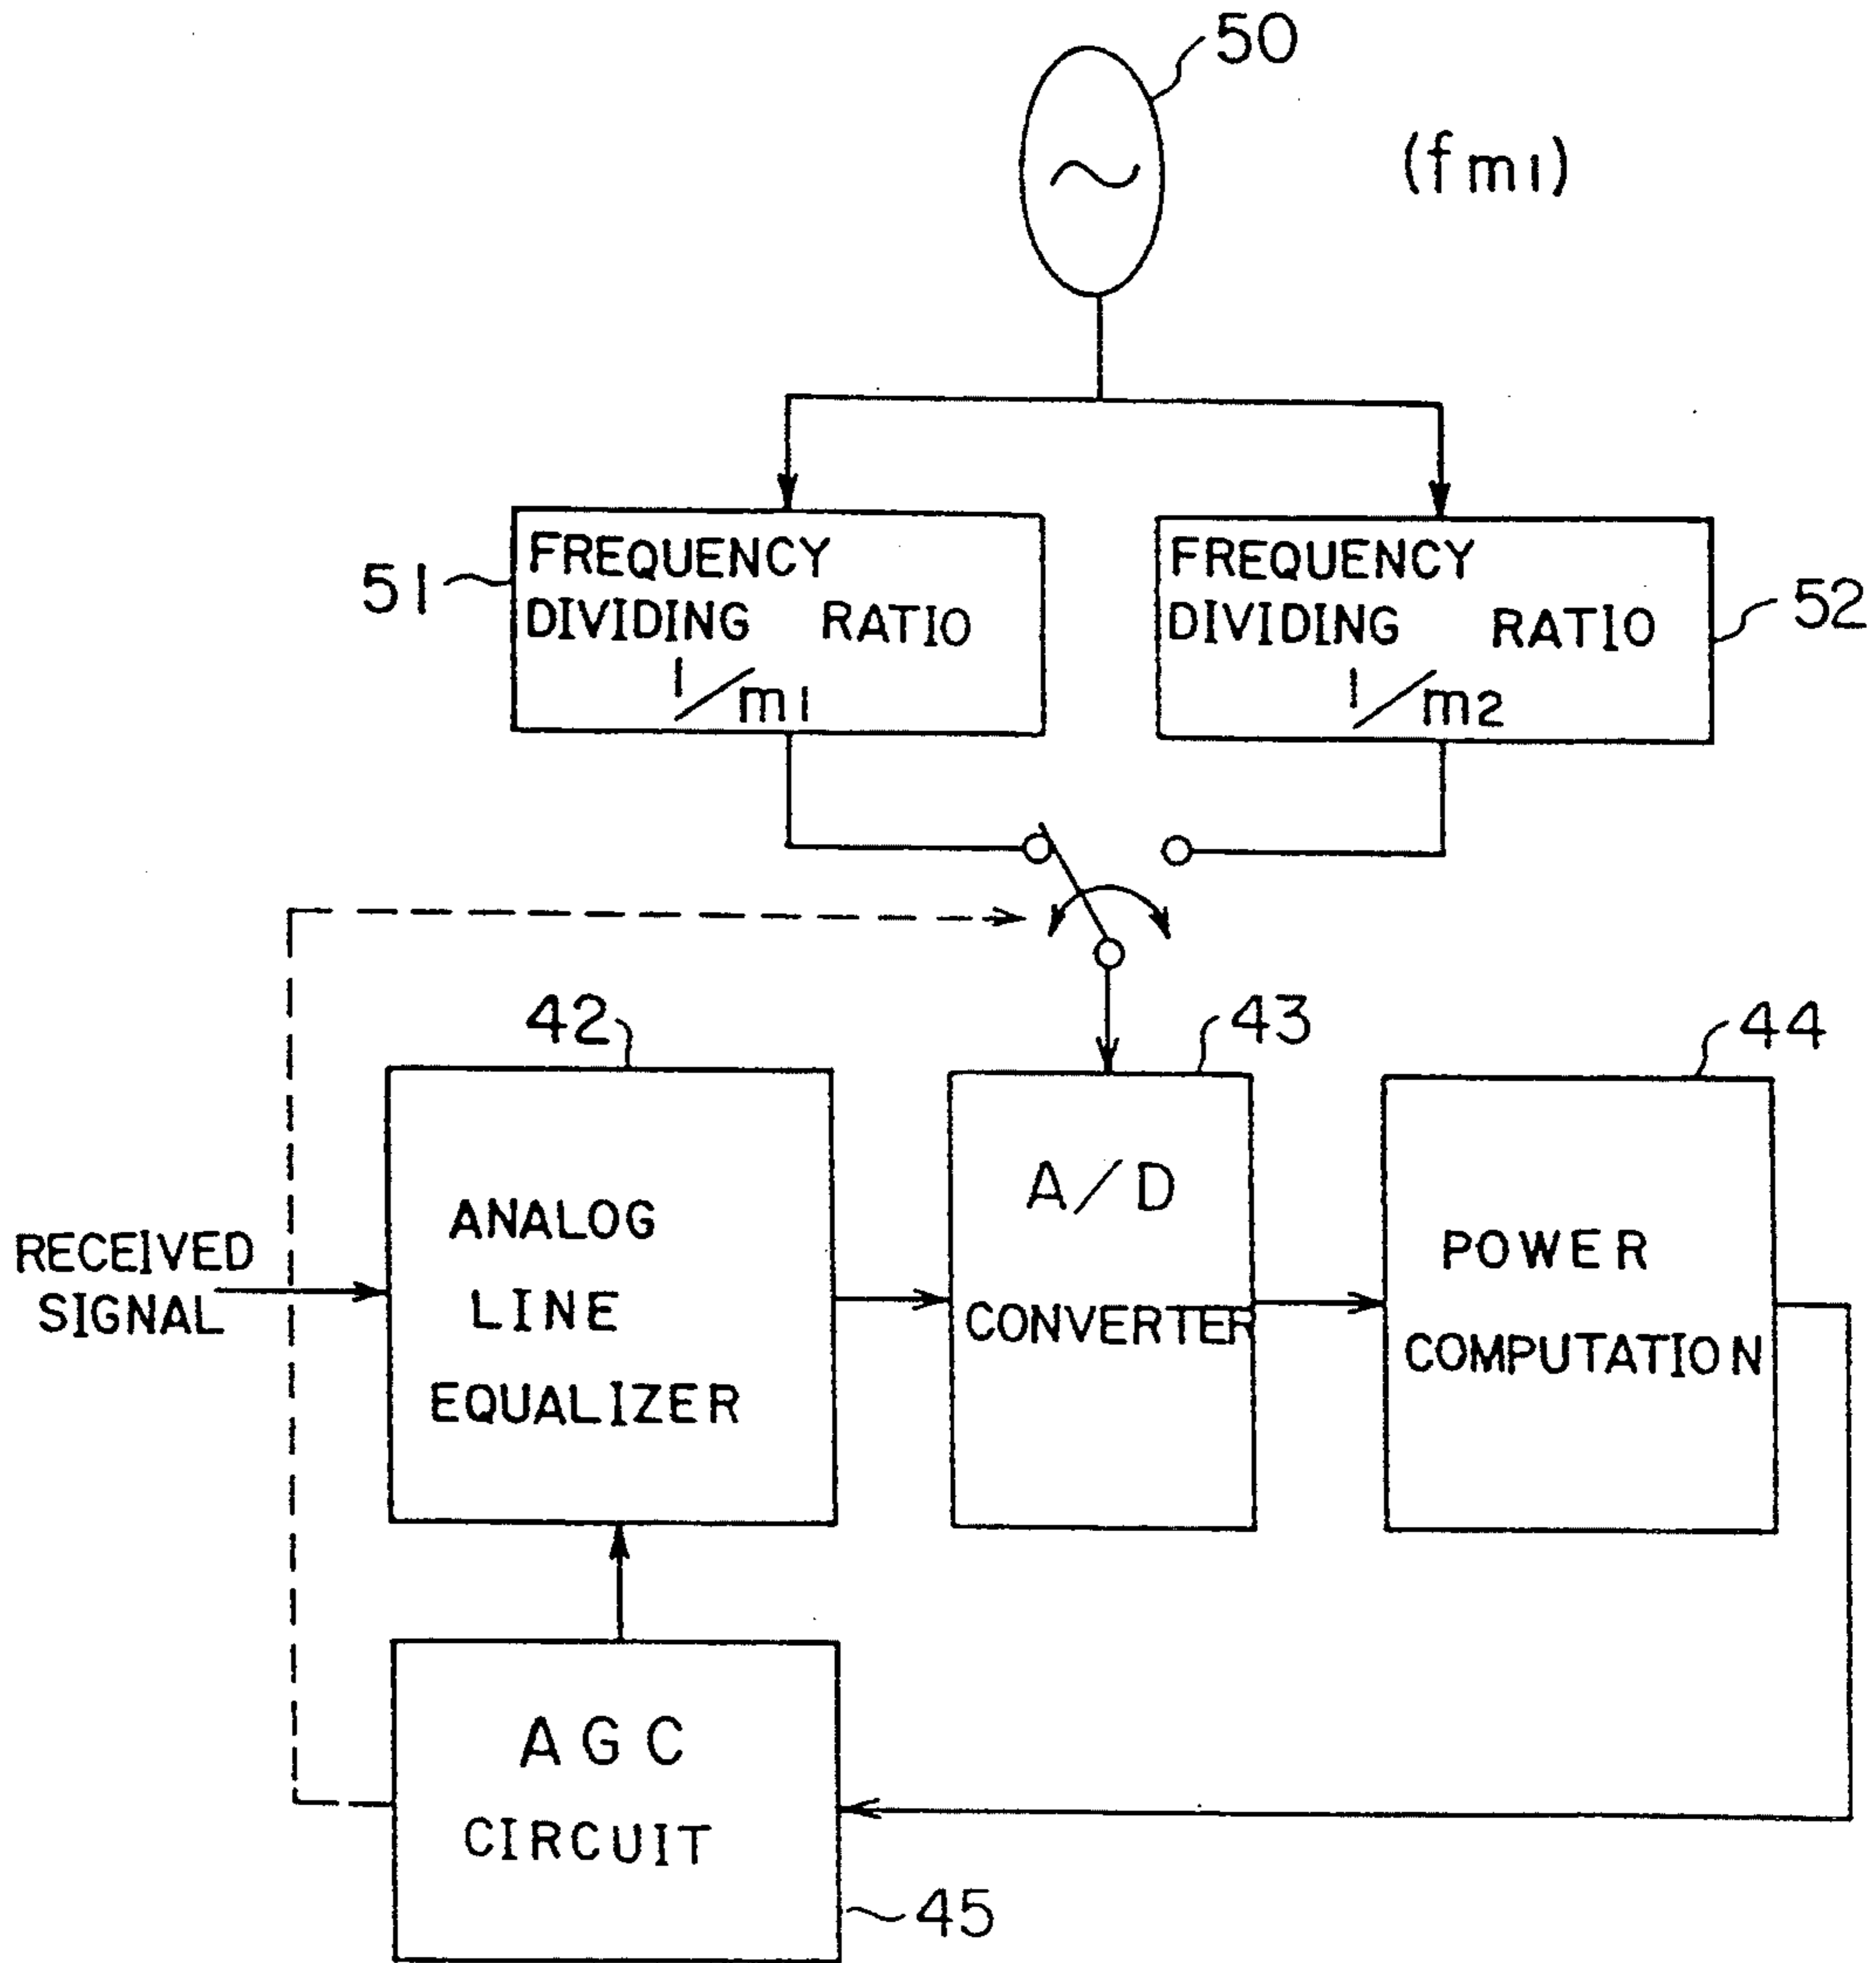 50
(fm1)
FREQUENCY
DIVIDING RATIO
1/m1
51
FREQUENCY
DIVIDING RATIO
1/m2
52
42
43
44
RECEIVED
SIGNAL
ANALOG
LINE
EQUALIZER
A/D
CONVERTER
POWER
COMPUTATION
AGC
CIRCUIT
45